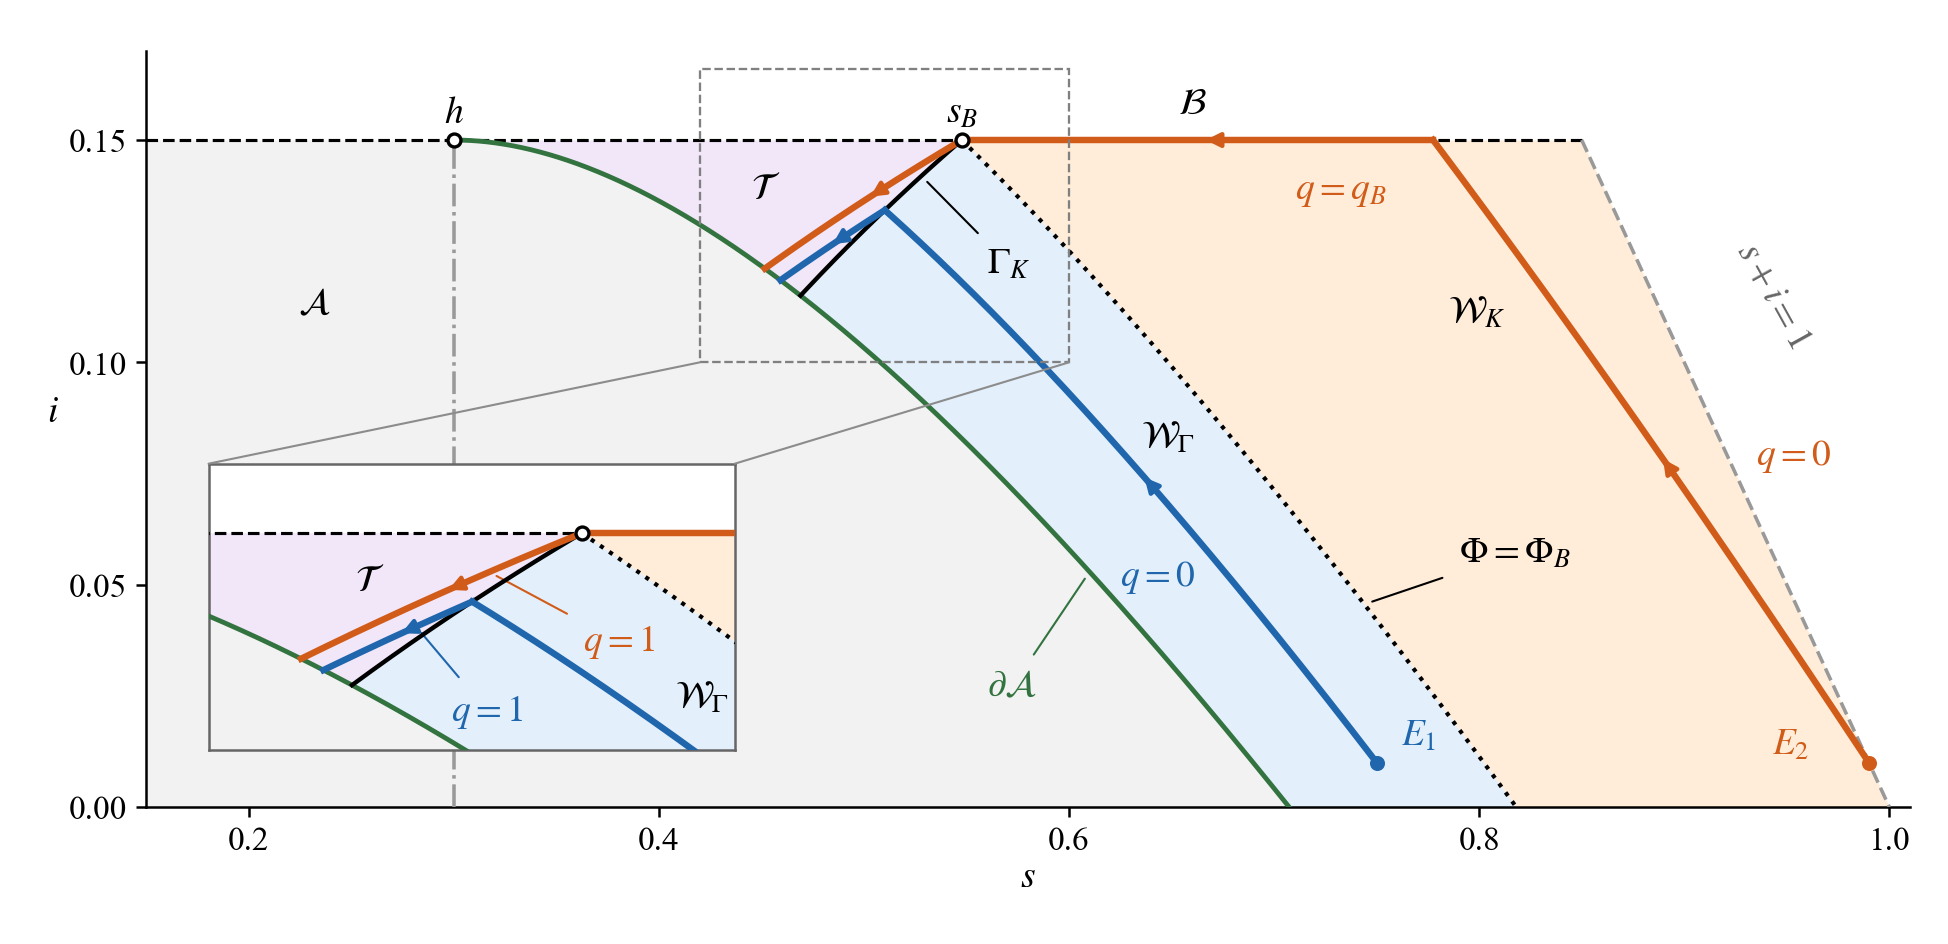 h
s_B
ℬ
0.15
𝒯
q = q_B
Γ_K
s + i = 1
𝒜
𝒲_K
0.10
i
𝒲_Γ
q = 0
Φ = Φ_B
𝒯
0.05
q = 0
q = 1
∂𝒜
𝒲_Γ
q = 1
E_1
E_2
0.00
0.2
0.4
0.6
0.8
1.0
s